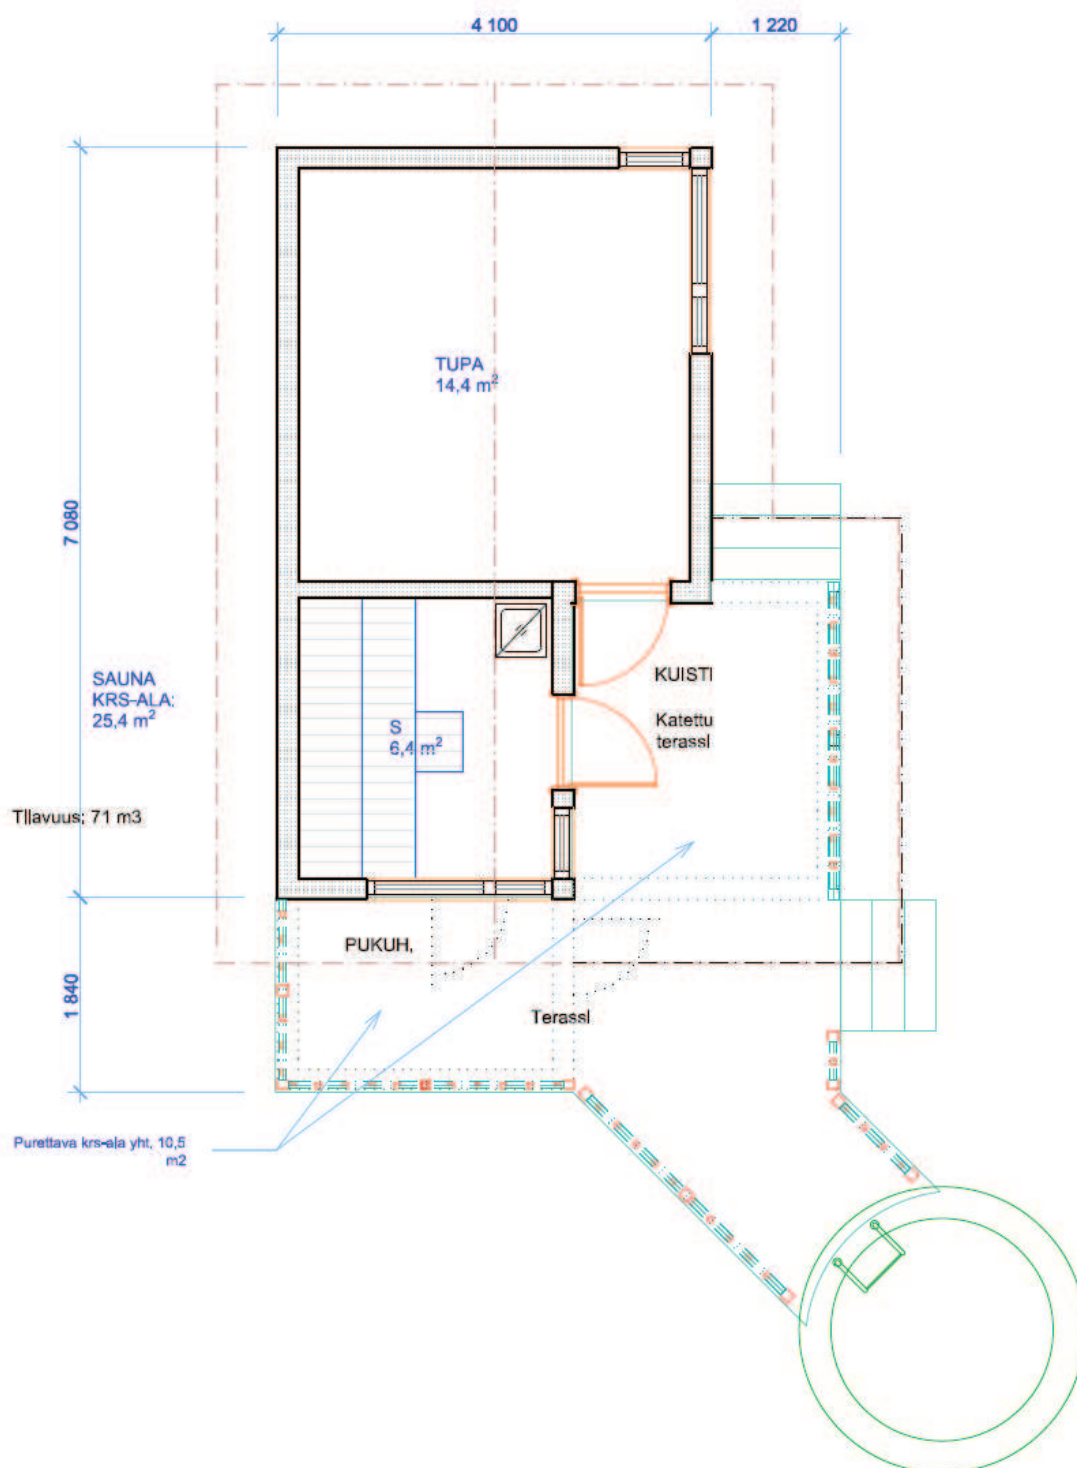 4 100
1 220
TUPA
14,4 m²
7 080
SAUNA
KRS-ALA:
25,4 m²
KUISTI
Katettu
terassi
S
6,4 m²
Tilavuus: 71 m3
PUKUH.
1 840
Terassi
Purettava krs-ala yht. 10,5
m2